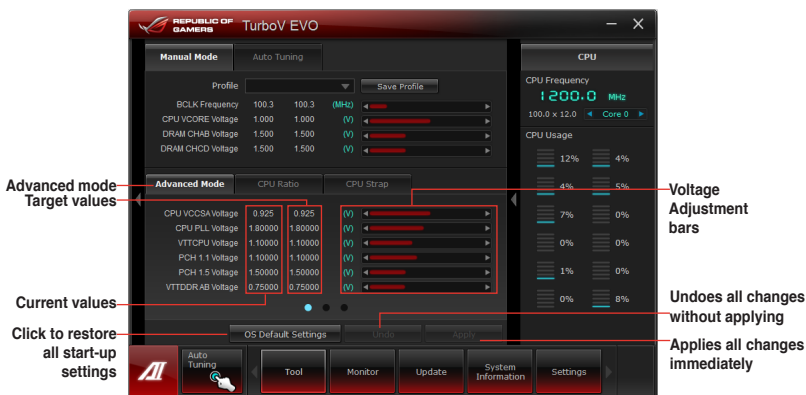 REPUBLIC OF GAMERS TurboV EVO
Manual Mode Auto Tuning
Profile Save Profile
BCLK Frequency 100.3 100.3 (MHz)
CPU VCORE Voltage 1.000 1.000 (V)
DRAM CHAB Voltage 1.500 1.500 (V)
DRAM CHCD Voltage 1.500 1.500 (V)
Advanced Mode CPU Ratio CPU Strap
CPU VCCSA Voltage 0.925 0.925 (V)
CPU PLL Voltage 1.80000 1.80000 (V)
VTTCPU Voltage 1.10000 1.10000 (V)
PCH 1.1 Voltage 1.10000 1.10000 (V)
PCH 1.5 Voltage 1.50000 1.50000 (V)
VTTDDR AB Voltage 0.75000 0.75000 (V)
OS Default Settings Undo Apply
CPU
CPU Frequency
1200.0 MHz
100.0 x 12.0 Core 0
CPU Usage
12% 4%
4% 5%
7% 0%
0% 0%
1% 0%
0% 8%
Auto Tuning
Tool
Monitor
Update
System Information
Settings
Advanced mode
Target values
Current values
Click to restore
all start-up
settings
Voltage
Adjustment
bars
Undoes all changes
without applying
Applies all changes
immediately